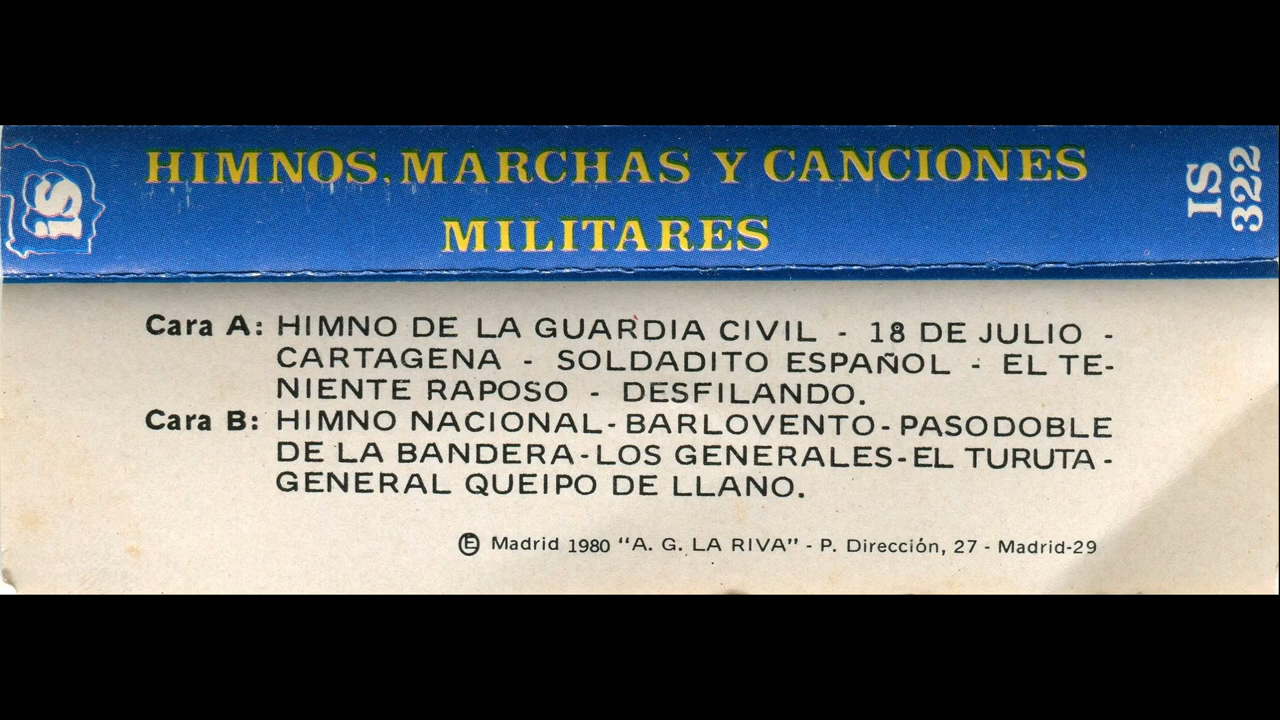 HIMNOS, MARCHAS Y CANCIONES
MILITARES
iS
IS
322
Cara A: HIMNO DE LA GUARDIA CIVIL - 18 DE JULIO -
CARTAGENA - SOLDADITO ESPAÑOL - EL TE-
NIENTE RAPOSO - DESFILANDO.
Cara B: HIMNO NACIONAL-BARLOVENTO-PASODOBLE
DE LA BANDERA-LOS GENERALES-EL TURUTA-
GENERAL QUEIPO DE LLANO.
Ⓔ Madrid 1980 "A. G. LA RIVA" - P. Dirección, 27 - Madrid-29